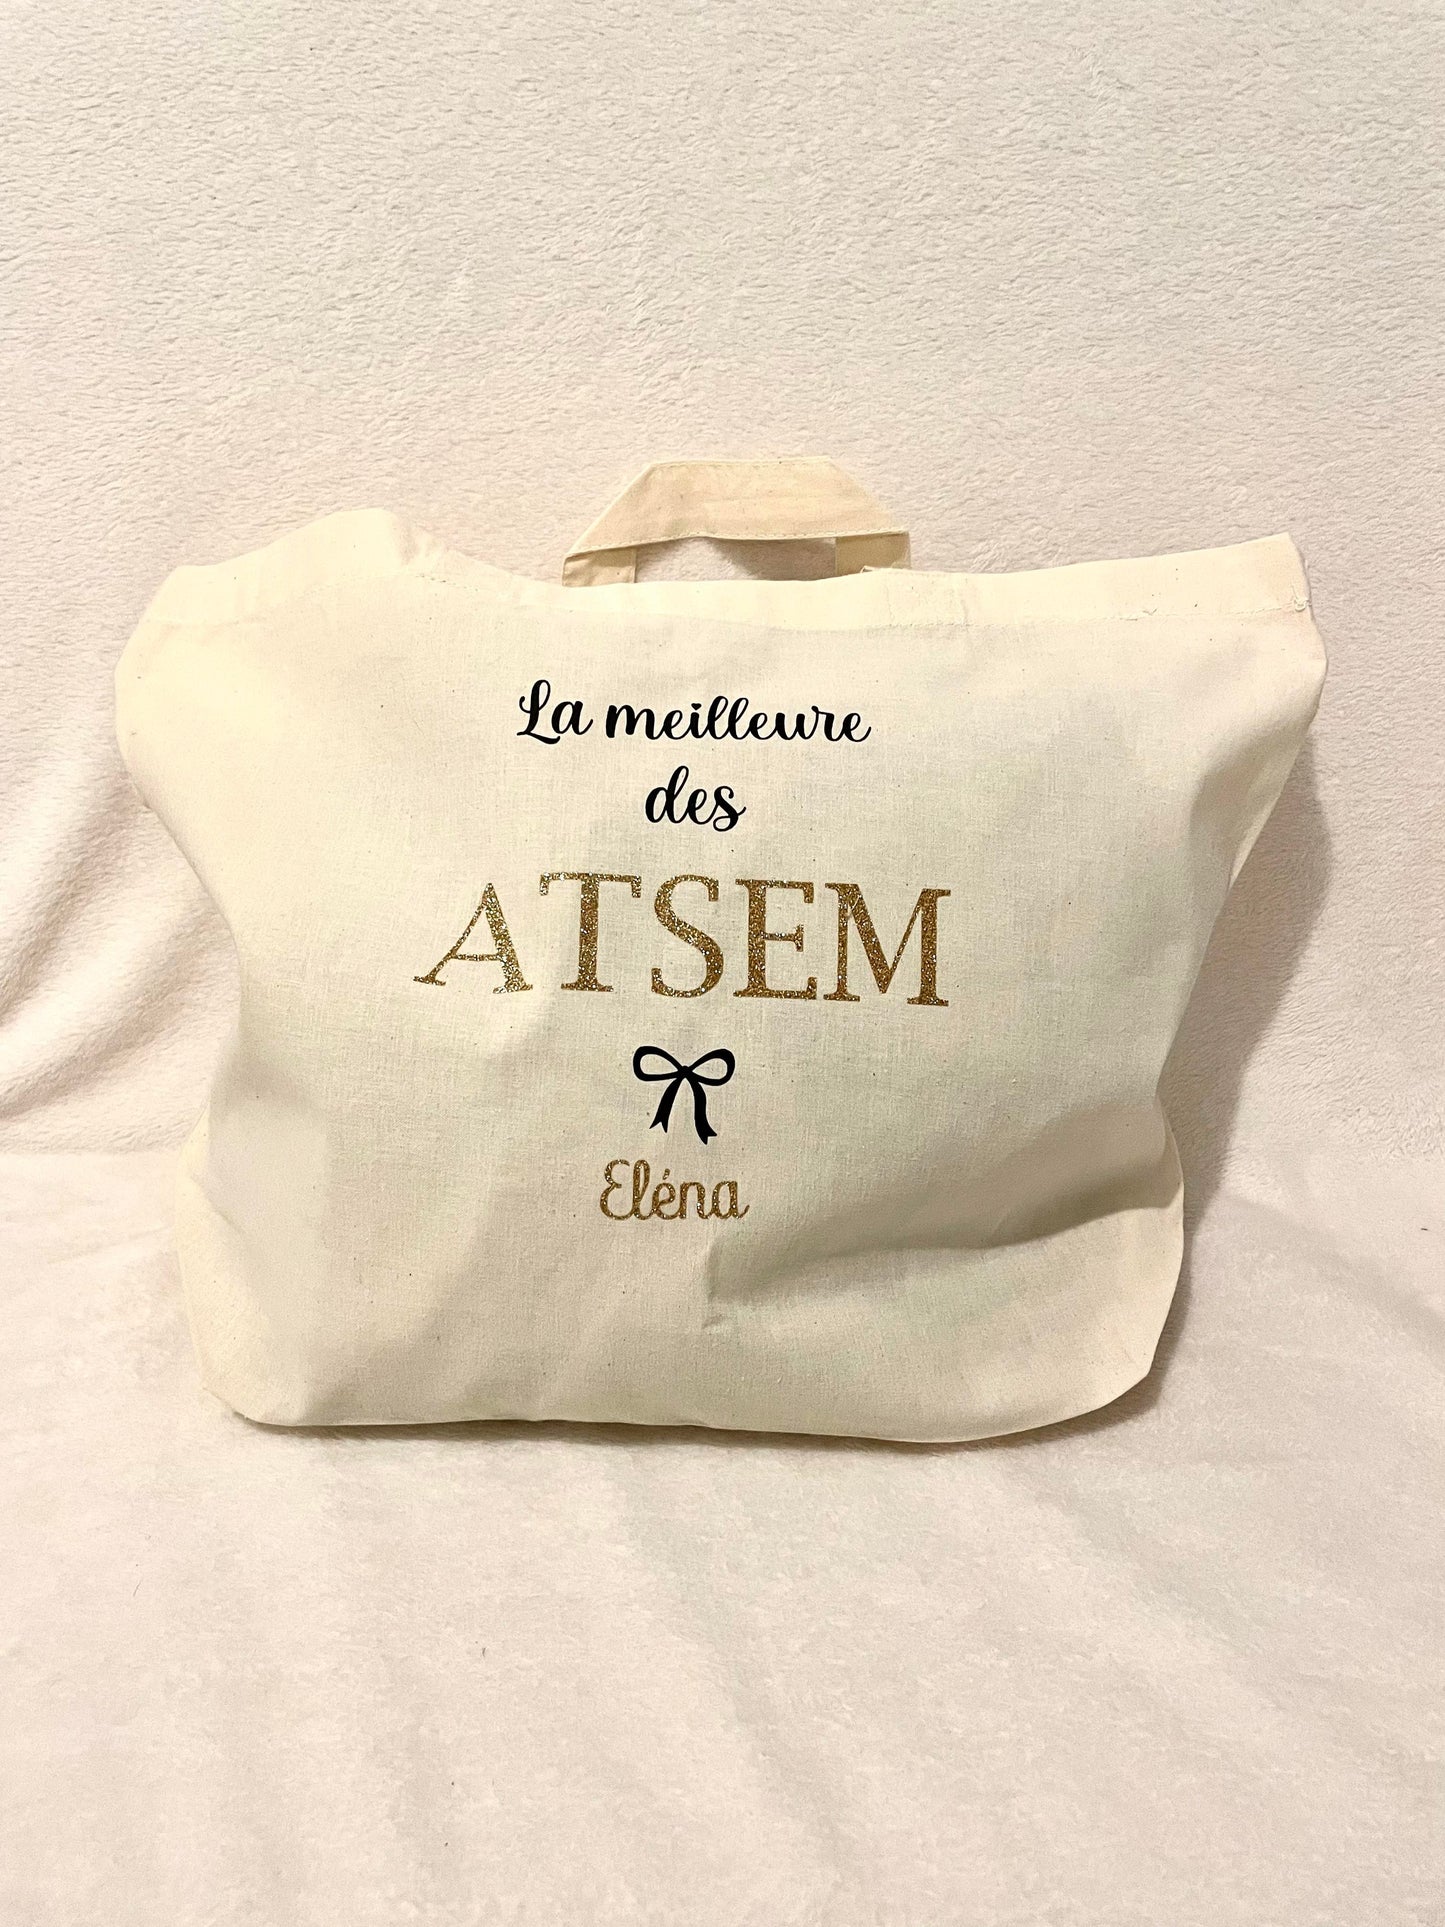 La meilleure
des
ATSEM
Eléna